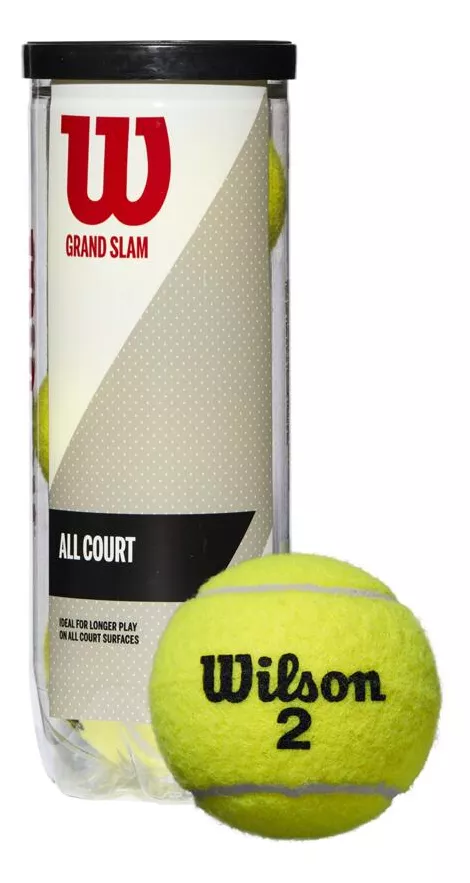 W
GRAND SLAM
ALL COURT
IDEAL FOR LONGER PLAY
ON ALL COURT SURFACES
Wilson
2